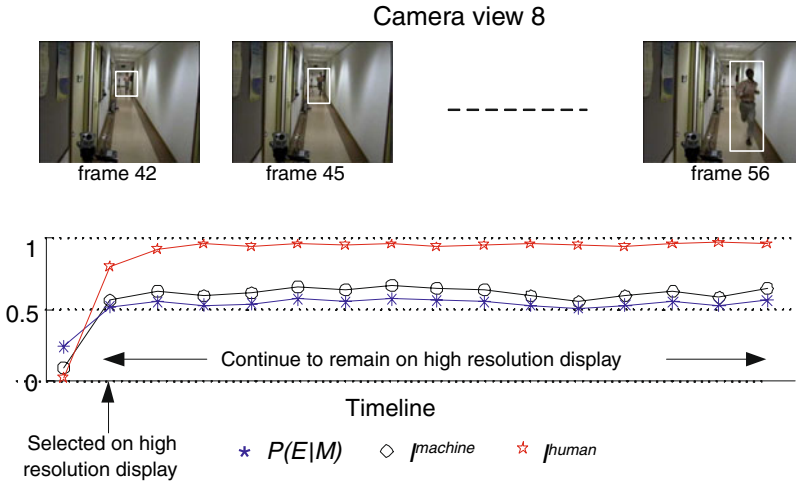 Camera view 8
frame 42
frame 45
frame 56
1
0.5
0
Continue to remain on high resolution display
Timeline
Selected on high
resolution display
P(E|M)
I^machine
I^human